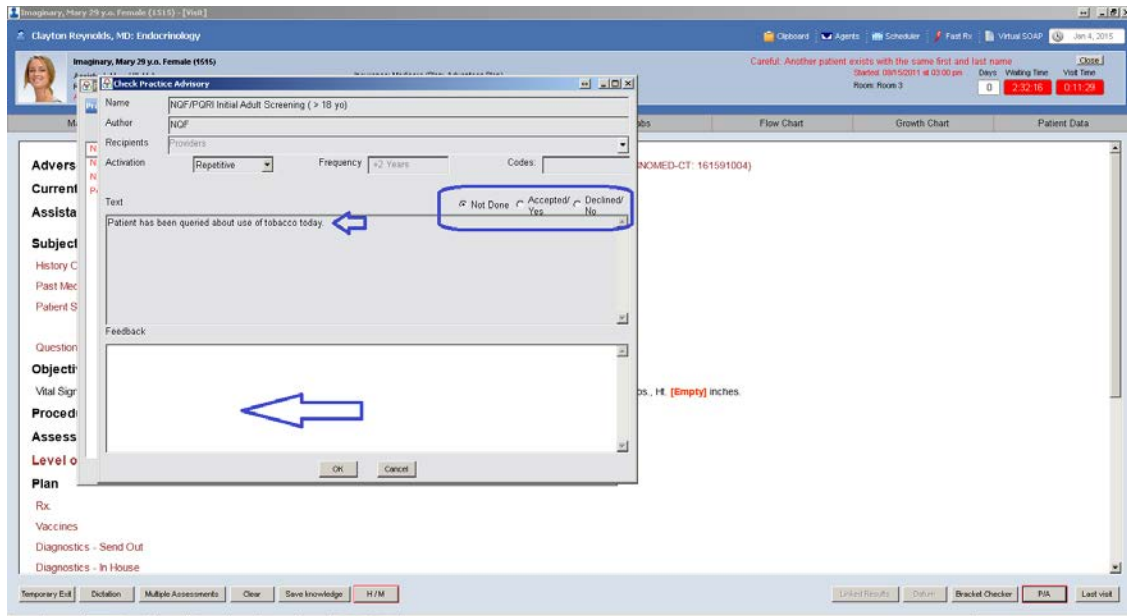 Imaginary, Mary 29 y.o. Female (1515) - [Visit]
Clayton Reynolds, MD: Endocrinology
Clipboard Agents Scheduler Fast Rx Virtual SOAP Jan 4, 2015
Imaginary, Mary 29 y.o. Female (1515)
Careful: Another patient exists with the same first and last name
Close
Started: 09/15/2011 at 03:00 pm Days Waiting Time Visit Time
Room: Room 3 0 2:32:16 0:11:29
Flow Chart Growth Chart Patient Data
Check Practice Advisory
Name NQF/PQRI Initial Adult Screening ( > 18 yo)
Author NQF
Recipients Providers
Activation Repetitive Frequency =2 Years Codes:
Text Not Done Accepted/Yes Declined/No
Patient has been queried about use of tobacco today.
Feedback
OK Cancel
Advers
NOMED-CT: 161591004)
Current
Assista
Subject
History C
Past Med
Patient S
Question
Objecti
Vital Sign
os., Ht. [Empty] inches.
Proced
Assess
Level o
Plan
Rx.
Vaccines
Diagnostics - Send Out
Diagnostics - In House
Temporary Exit Dictation Multiple Assessments Clear Save knowledge H / M Linked Results Datum Bracket Checker P/A Last visit